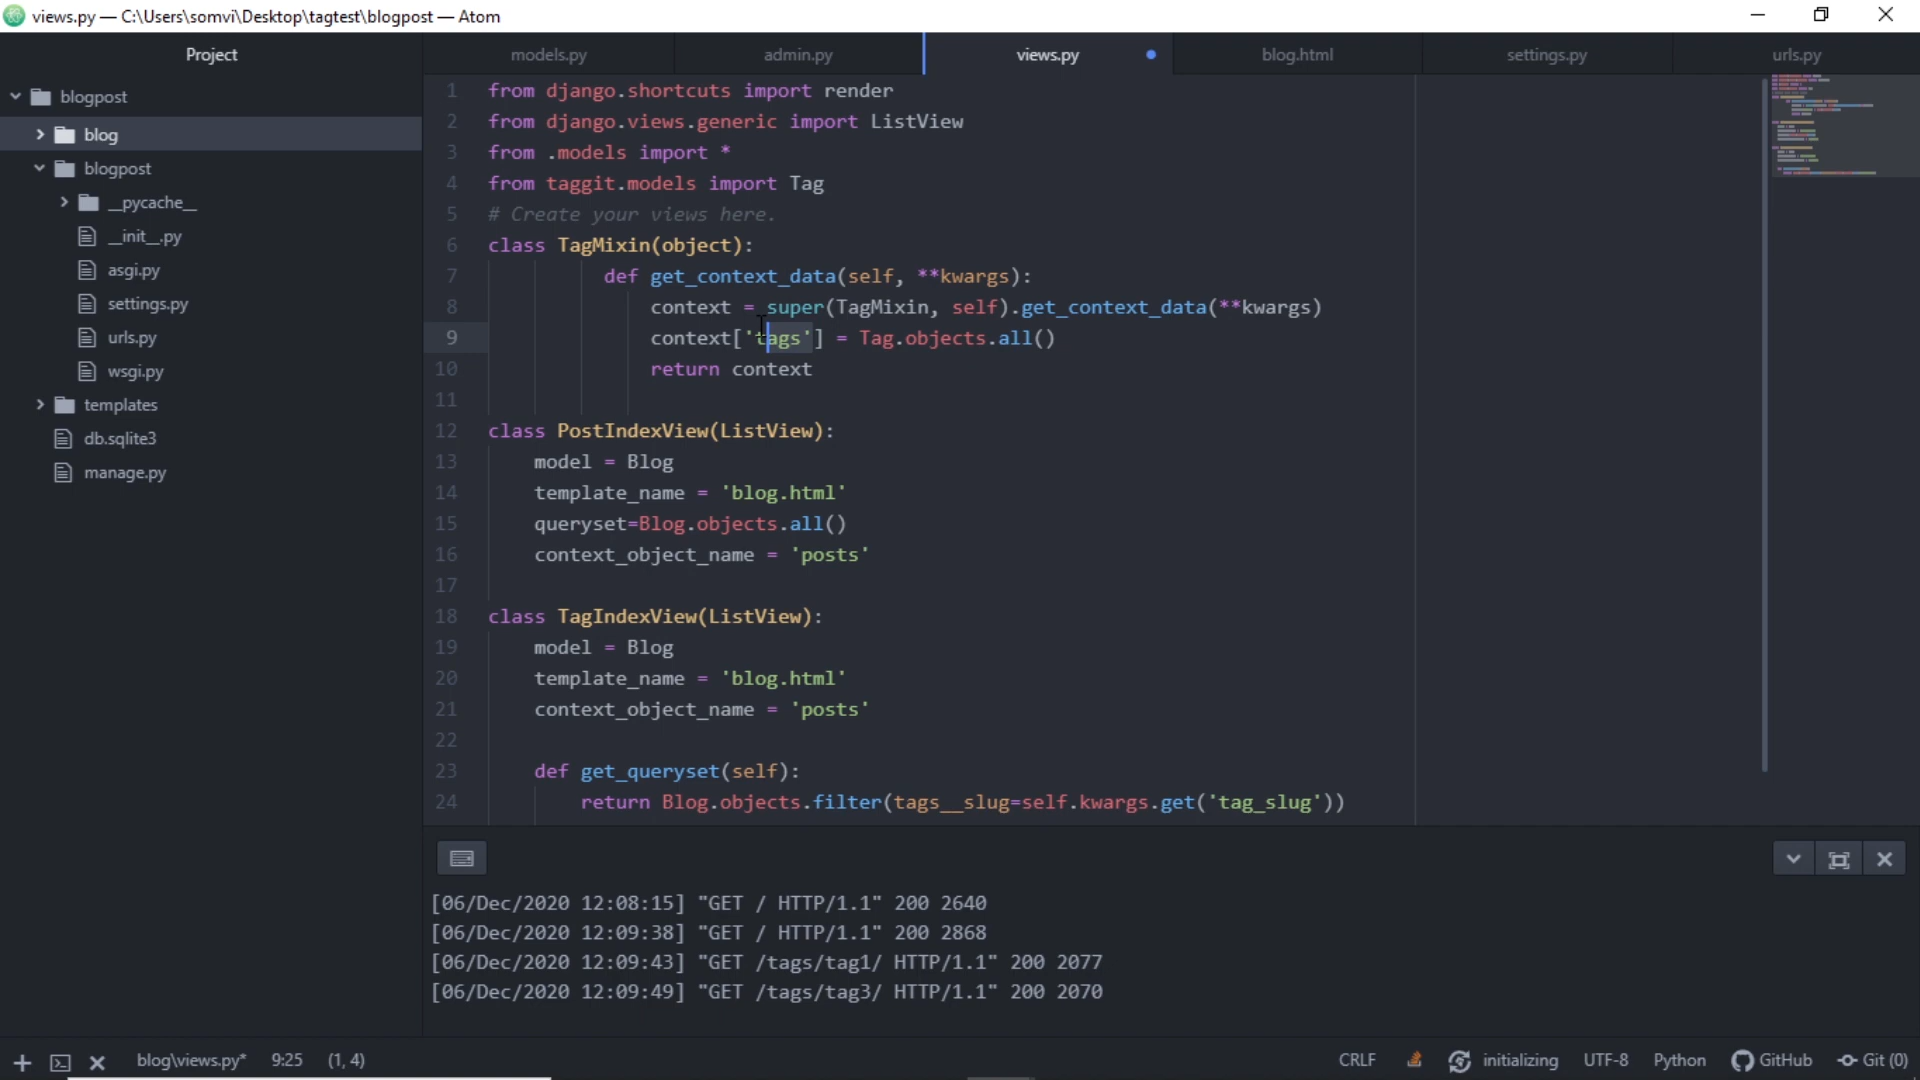 views.py — C:\Users\somvi\Desktop\tagtest\blogpost — Atom
Project
models.py
admin.py
views.py
blog.html
settings.py
urls.py
blogpost
blog
blogpost
__pycache__
__init__.py
asgi.py
settings.py
urls.py
wsgi.py
templates
db.sqlite3
manage.py
1 from django.shortcuts import render
2 from django.views.generic import ListView
3 from .models import *
4 from taggit.models import Tag
5 # Create your views here.
6 class TagMixin(object):
7 def get_context_data(self, **kwargs):
8 context = super(TagMixin, self).get_context_data(**kwargs)
9 context['tags'] = Tag.objects.all()
10 return context
11
12 class PostIndexView(ListView):
13 model = Blog
14 template_name = 'blog.html'
15 queryset=Blog.objects.all()
16 context_object_name = 'posts'
17
18 class TagIndexView(ListView):
19 model = Blog
20 template_name = 'blog.html'
21 context_object_name = 'posts'
22
23 def get_queryset(self):
24 return Blog.objects.filter(tags__slug=self.kwargs.get('tag_slug'))
[06/Dec/2020 12:08:15] "GET / HTTP/1.1" 200 2640
[06/Dec/2020 12:09:38] "GET / HTTP/1.1" 200 2868
[06/Dec/2020 12:09:43] "GET /tags/tag1/ HTTP/1.1" 200 2077
[06/Dec/2020 12:09:49] "GET /tags/tag3/ HTTP/1.1" 200 2070
blog\views.py* 9:25 (1, 4) CRLF initializing UTF-8 Python GitHub Git (0)